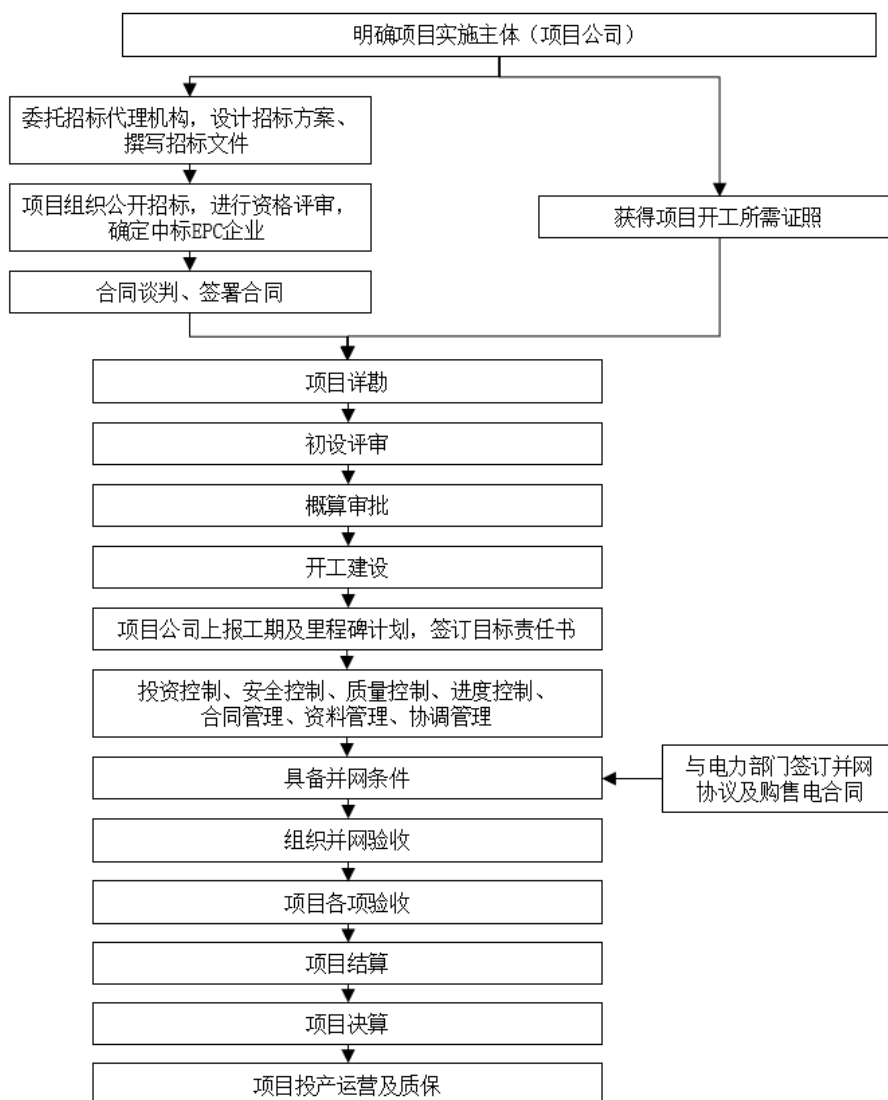 明确项目实施主体（项目公司）
委托招标代理机构，设计招标方案、
撰写招标文件
项目组织公开招标，进行资格评审，
确定中标EPC企业
获得项目开工所需证照
合同谈判、签署合同
项目详勘
初设评审
概算审批
开工建设
项目公司上报工期及里程碑计划，签订目标责任书
投资控制、安全控制、质量控制、进度控制、
合同管理、资料管理、协调管理
具备并网条件
与电力部门签订并网
协议及购售电合同
组织并网验收
项目各项验收
项目结算
项目决算
项目投产运营及质保